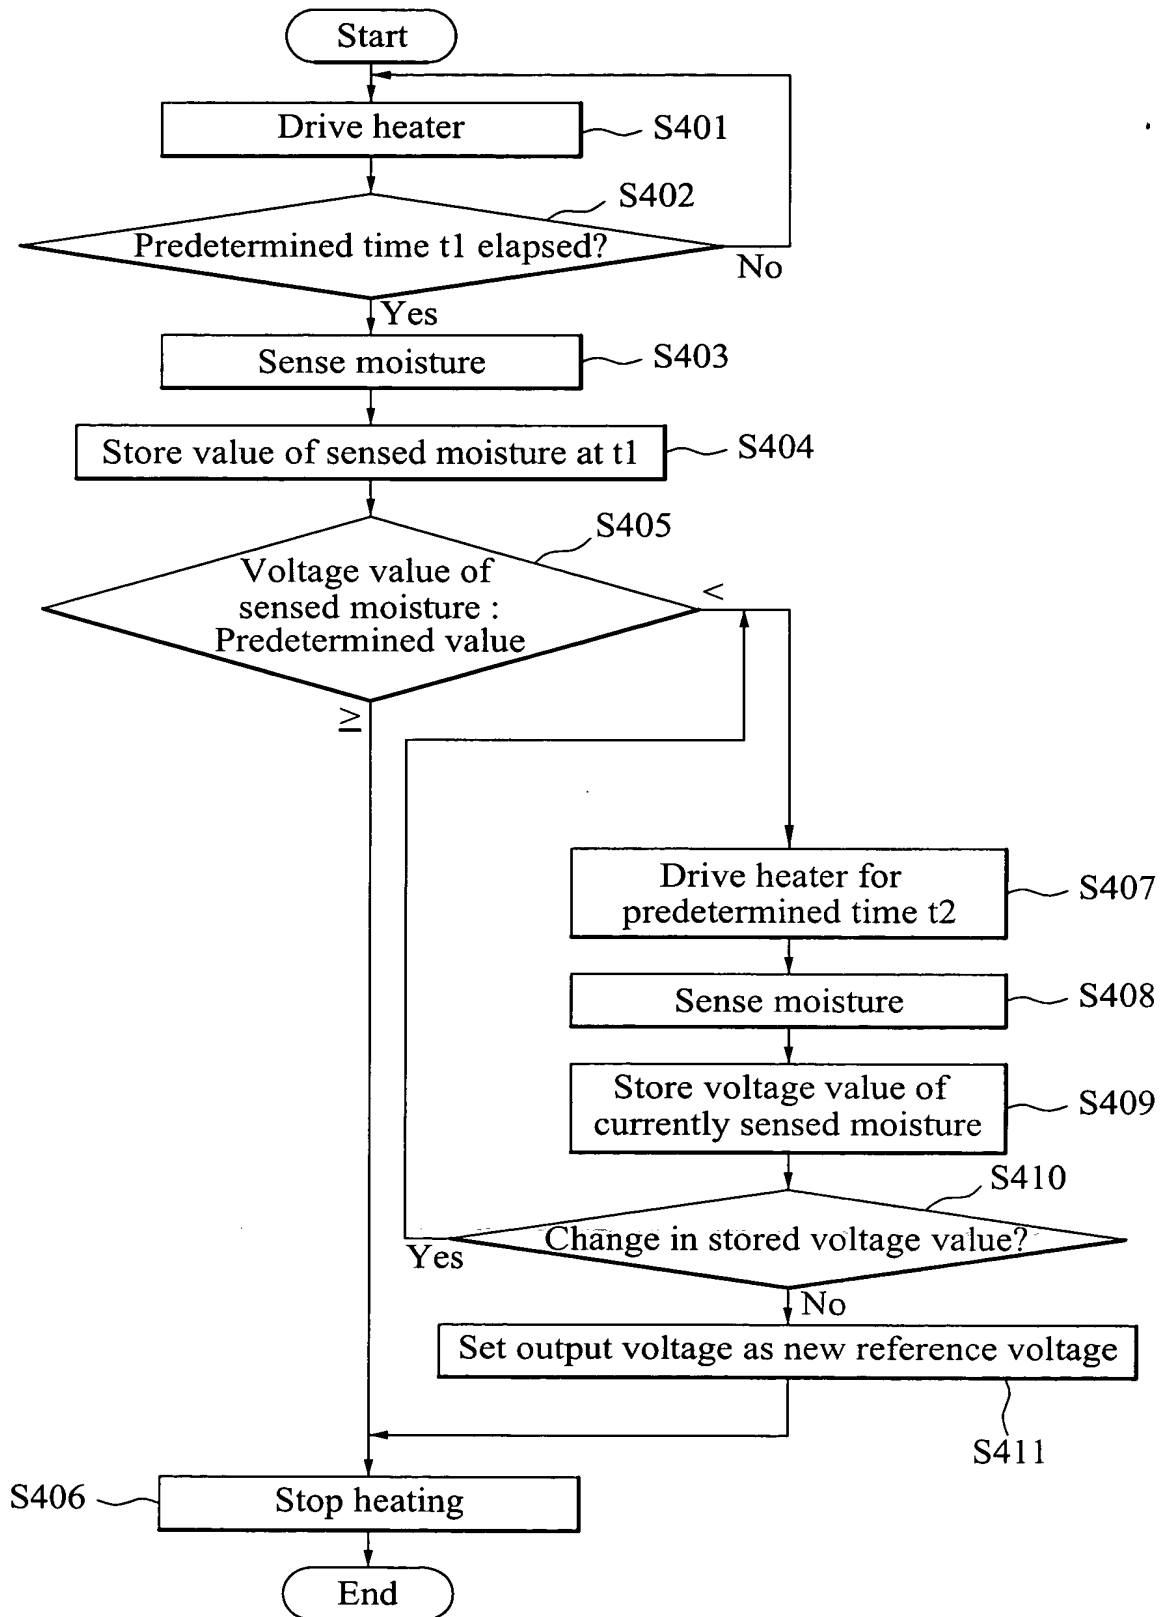 Start
Drive heater
S401
S402
Predetermined time t1 elapsed?
No
Yes
Sense moisture
S403
Store value of sensed moisture at t1
S404
S405
Voltage value of
sensed moisture :
Predetermined value
<
≥
Drive heater for
predetermined time t2
S407
Sense moisture
S408
Store voltage value of
currently sensed moisture
S409
S410
Change in stored voltage value?
Yes
No
Set output voltage as new reference voltage
S411
S406
Stop heating
End